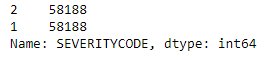 2    58188
1    58188
Name: SEVERITYCODE, dtype: int64